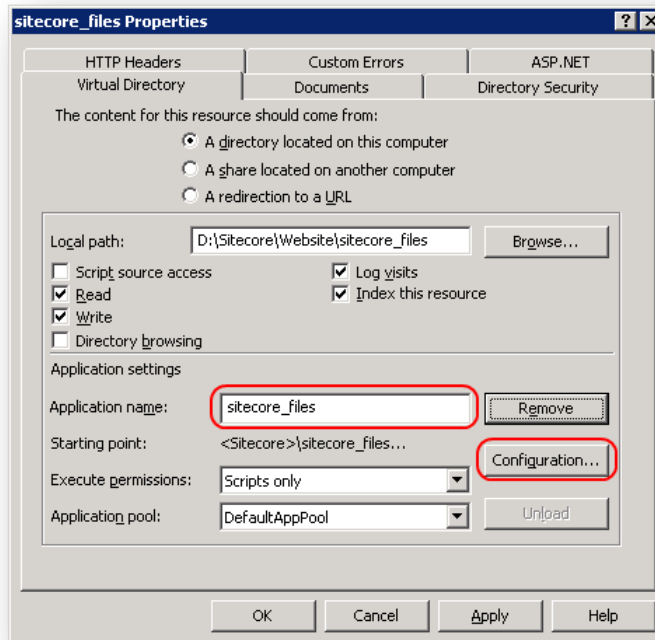 sitecore_files Properties
HTTP Headers Custom Errors ASP.NET
Virtual Directory Documents Directory Security
The content for this resource should come from:
A directory located on this computer
A share located on another computer
A redirection to a URL
Local path: D:\Sitecore\Website\sitecore_files Browse...
Script source access Log visits
Read Index this resource
Write
Directory browsing
Application settings
Application name: sitecore_files Remove
Starting point: <Sitecore>\sitecore_files...
Configuration...
Execute permissions: Scripts only
Application pool: DefaultAppPool Unload
OK Cancel Apply Help